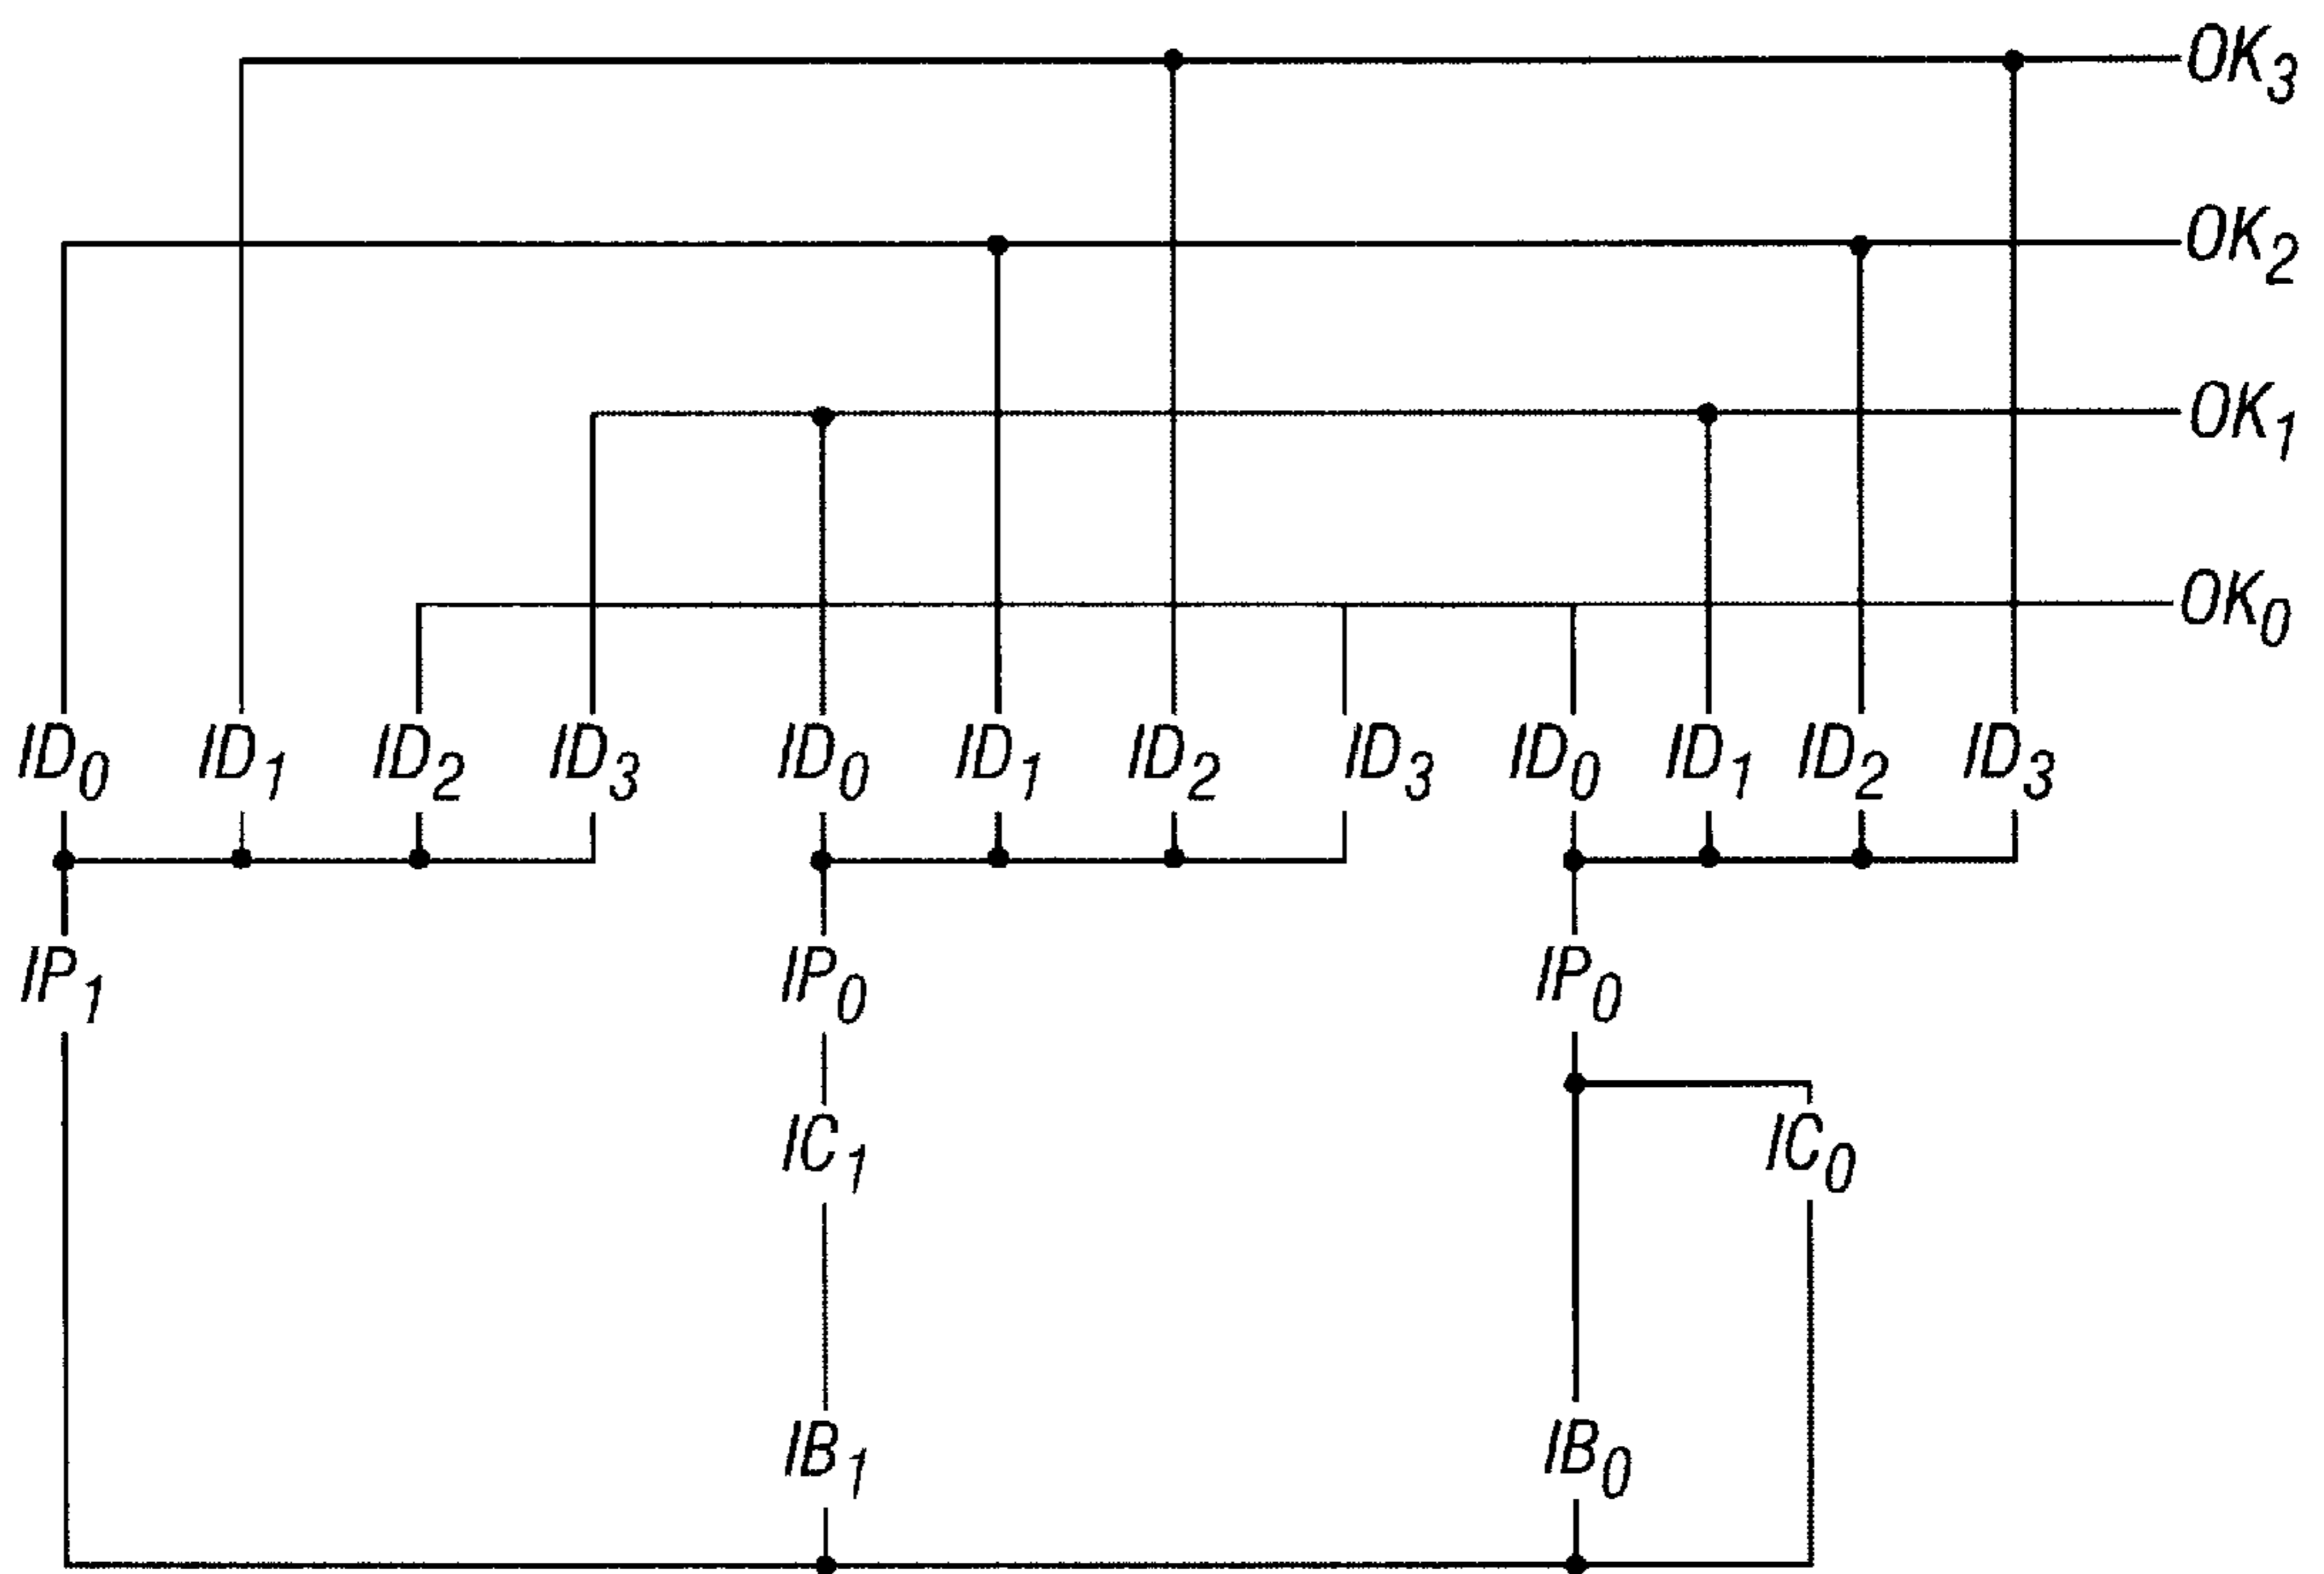 OK3
OK2
OK1
OK0
ID0 ID1 ID2 ID3 ID0 ID1 ID2 ID3 ID0 ID1 ID2 ID3
IP1 IP0 IP0
IC1 IC0
IB1 IB0